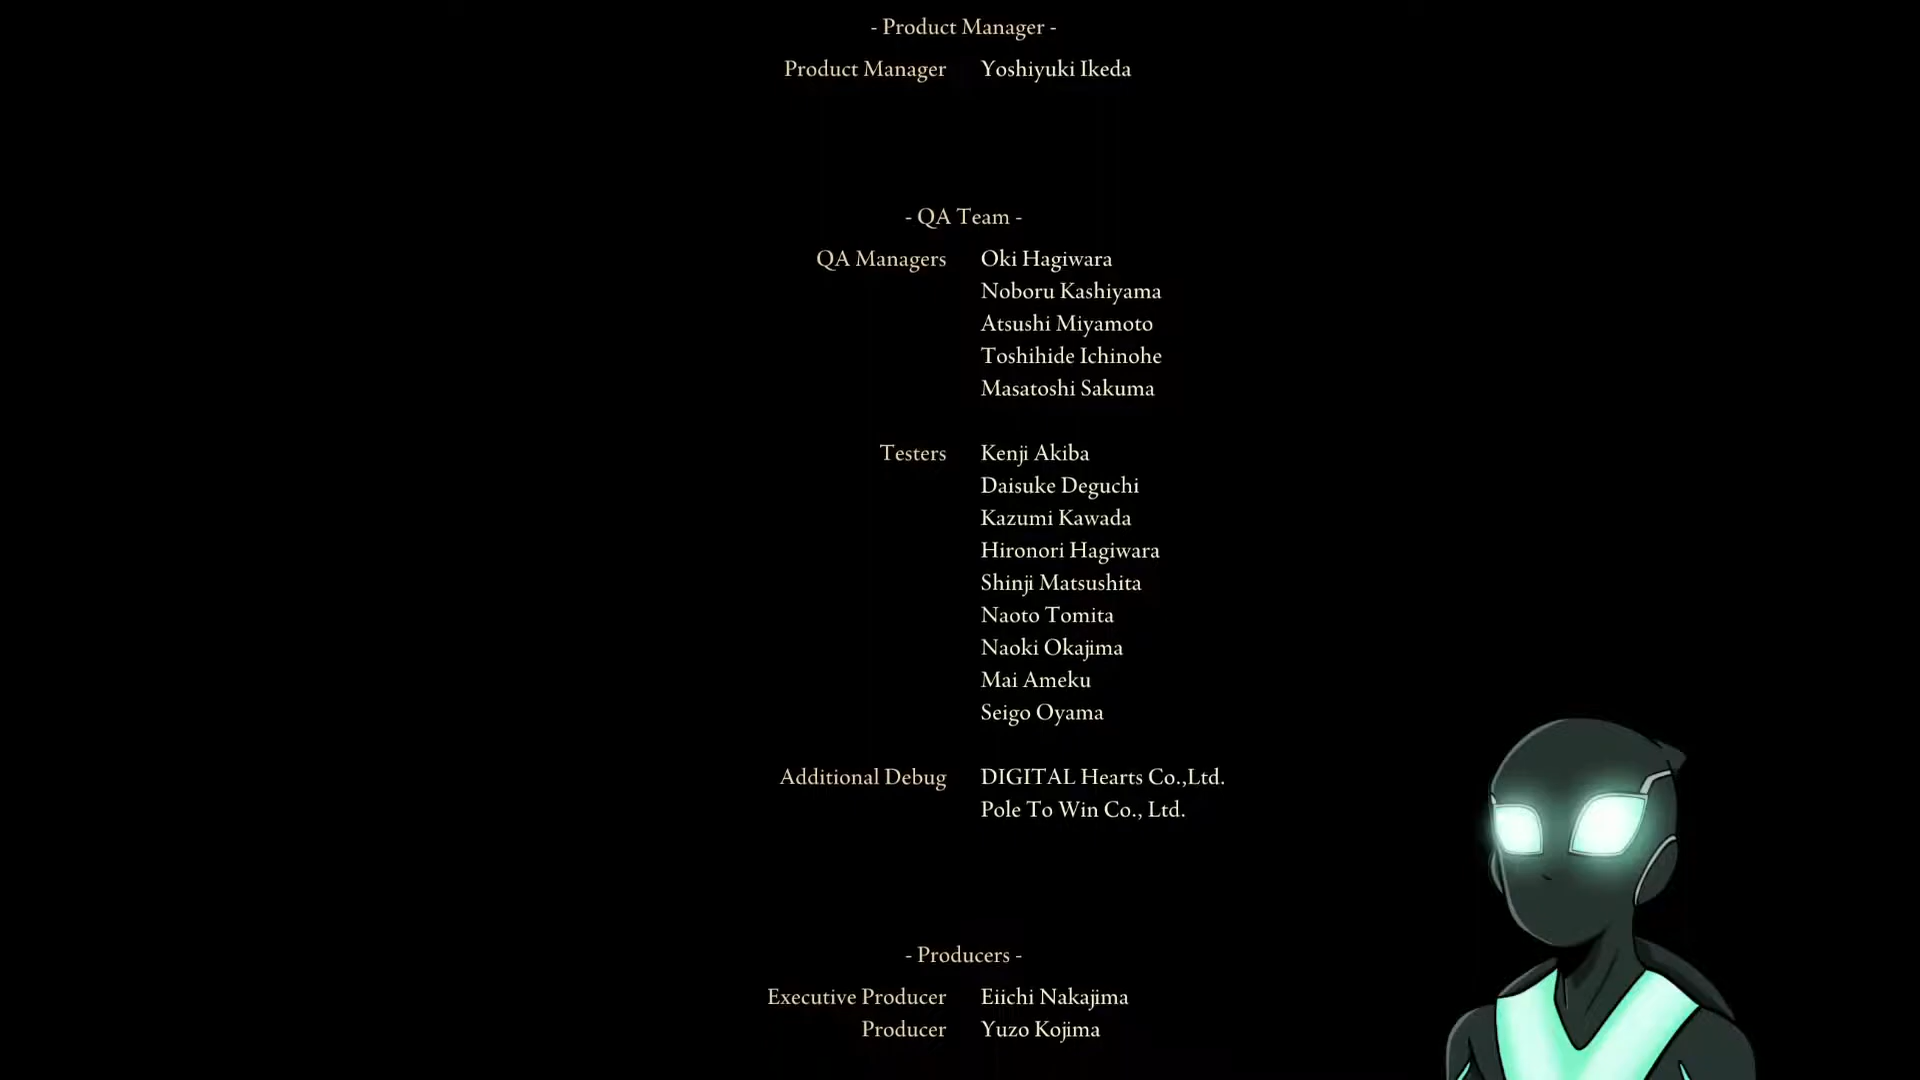 - Product Manager -
Product Manager Yoshiyuki Ikeda
- QA Team -
QA Managers Oki Hagiwara
Noboru Kashiyama
Atsushi Miyamoto
Toshihide Ichinohe
Masatoshi Sakuma
Testers Kenji Akiba
Daisuke Deguchi
Kazumi Kawada
Hironori Hagiwara
Shinji Matsushita
Naoto Tomita
Naoki Okajima
Mai Ameku
Seigo Oyama
Additional Debug DIGITAL Hearts Co.,Ltd.
Pole To Win Co., Ltd.
- Producers -
Executive Producer Eiichi Nakajima
Producer Yuzo Kojima